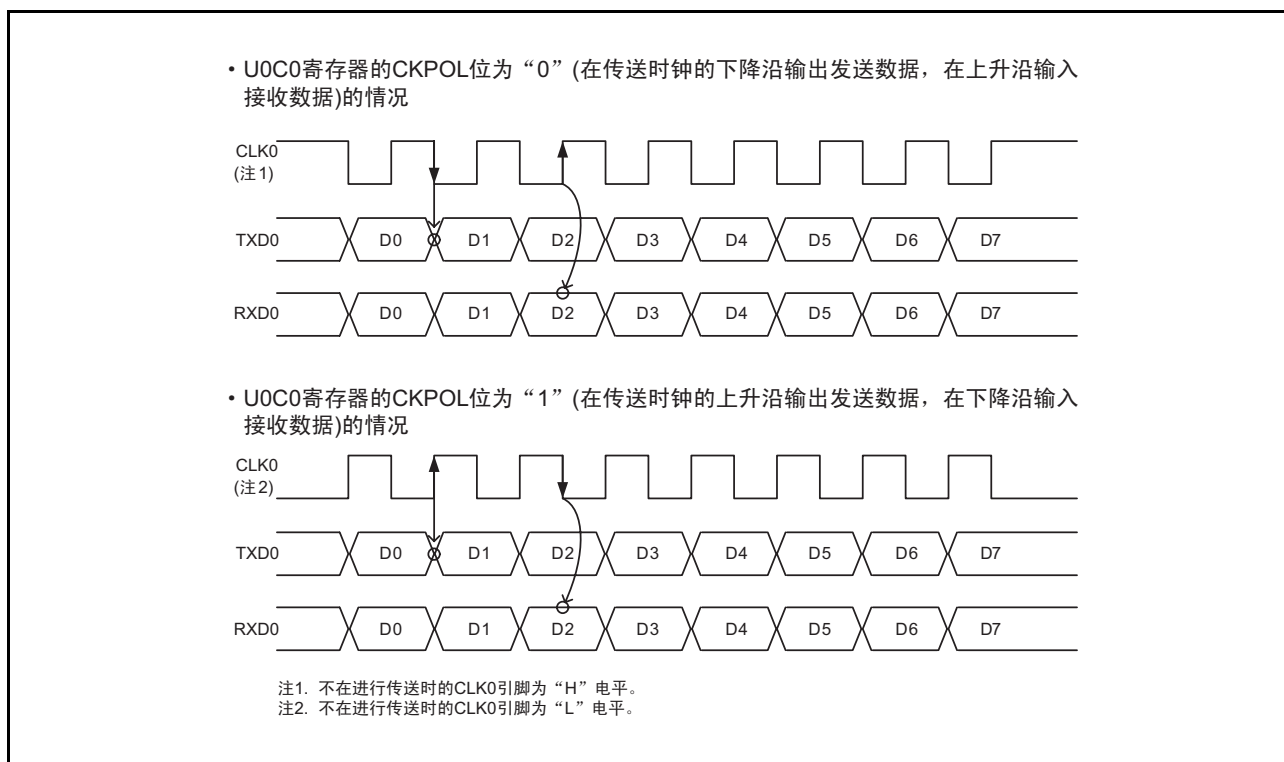 • U0C0寄存器的CKPOL位为“0”(在传送时钟的下降沿输出发送数据，在上升沿输入
接收数据)的情况
CLK0
(注1)
TXD0 D0 D1 D2 D3 D4 D5 D6 D7
RXD0 D0 D1 D2 D3 D4 D5 D6 D7
• U0C0寄存器的CKPOL位为“1”(在传送时钟的上升沿输出发送数据，在下降沿输入
接收数据)的情况
CLK0
(注2)
TXD0 D0 D1 D2 D3 D4 D5 D6 D7
RXD0 D0 D1 D2 D3 D4 D5 D6 D7
注1. 不在进行传送时的CLK0引脚为“H”电平。
注2. 不在进行传送时的CLK0引脚为“L”电平。